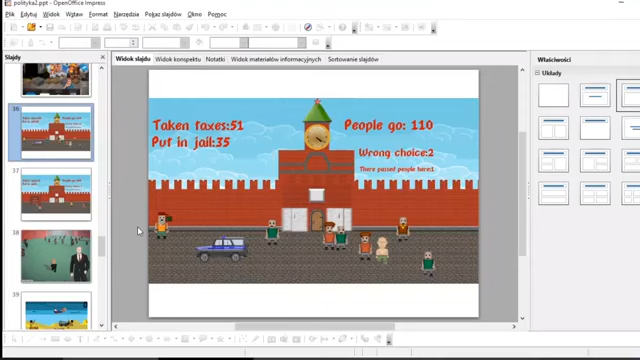 polityka2.ppt - OpenOffice Impress
Plik Edytuj Widok Wstaw Format Narzędzia Pokaz slajdów Okno Pomoc
Slajdy
Widok slajdu Widok konspektu Notatki Widok materiałów informacyjnych Sortowanie slajdów
Właściwości
Układy
36
37
38
39
Taken taxes:51
People go: 110
Put in jail:35
Wrong choice:2
There passed people here:1